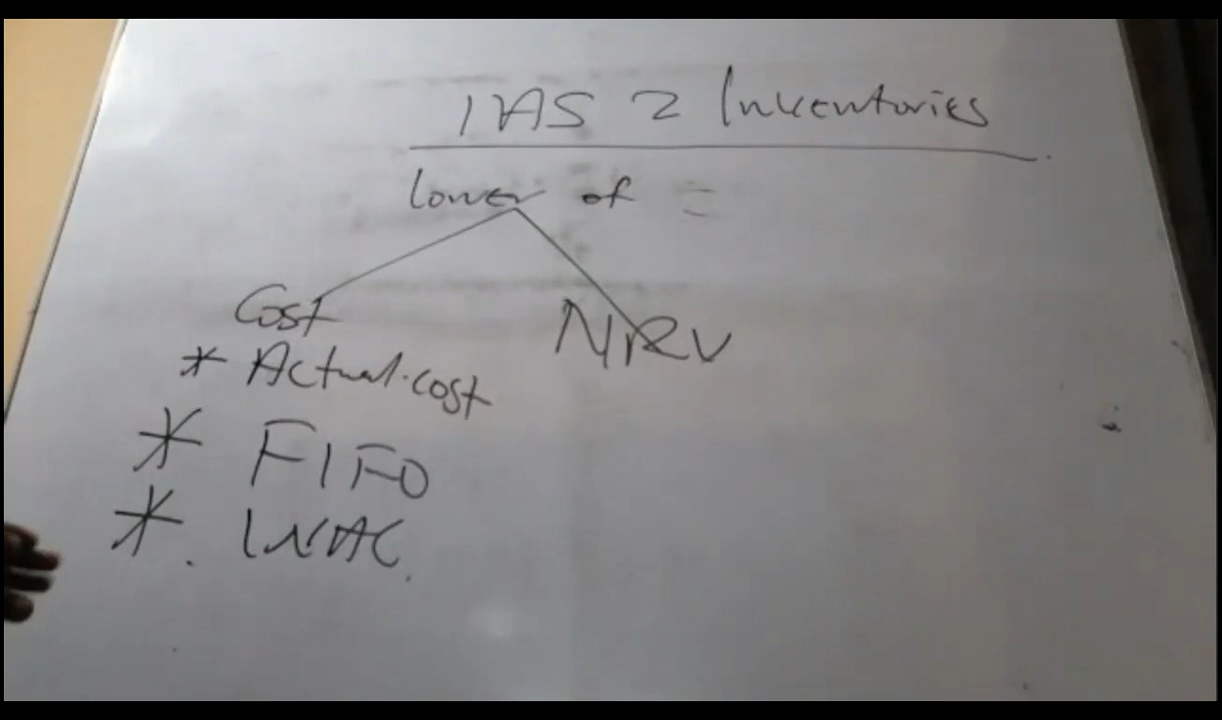 IAS 2 Inventories
lower of =
Cost NRV
* Actual cost
* FIFO
*. WAC.